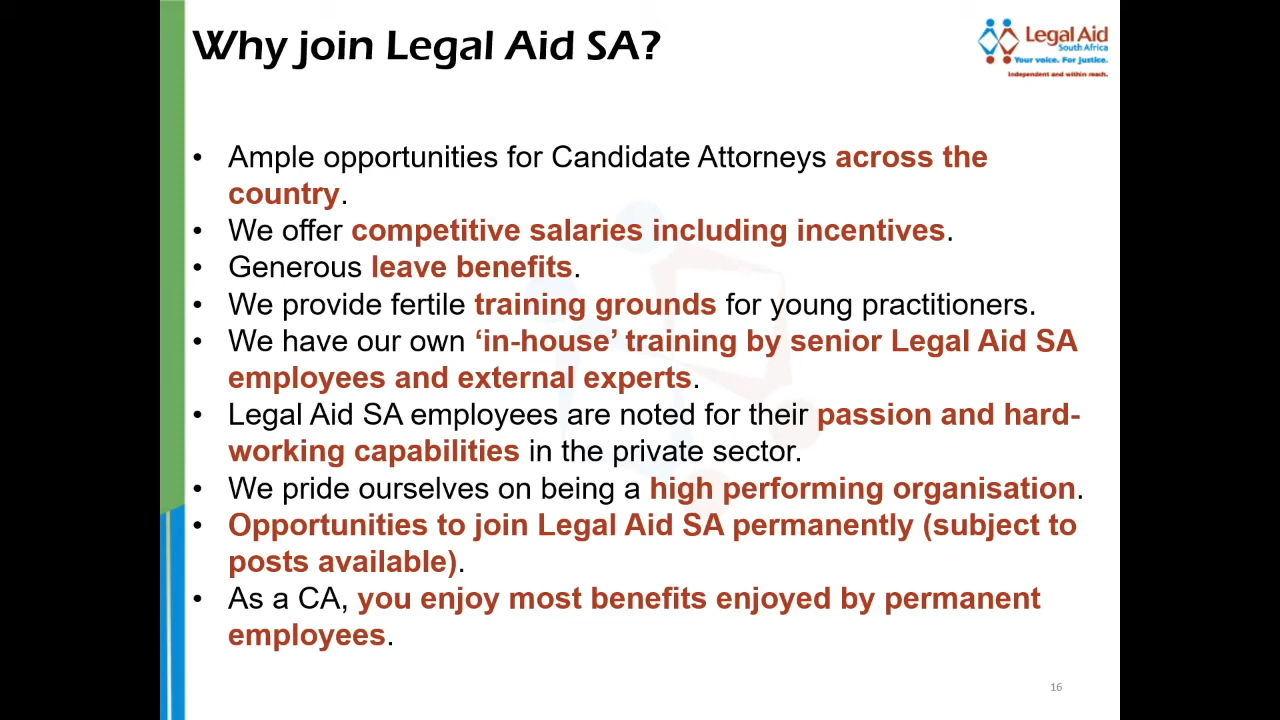 Why join Legal Aid SA?
Legal Aid
South Africa
Your voice. For justice.
Independent and within reach.
• Ample opportunities for Candidate Attorneys across the
country.
• We offer competitive salaries including incentives.
• Generous leave benefits.
• We provide fertile training grounds for young practitioners.
• We have our own ‘in-house’ training by senior Legal Aid SA
employees and external experts.
• Legal Aid SA employees are noted for their passion and hard-
working capabilities in the private sector.
• We pride ourselves on being a high performing organisation.
• Opportunities to join Legal Aid SA permanently (subject to
posts available).
• As a CA, you enjoy most benefits enjoyed by permanent
employees.
16